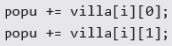 popu += villa[i][0];
popu += villa[i][1];